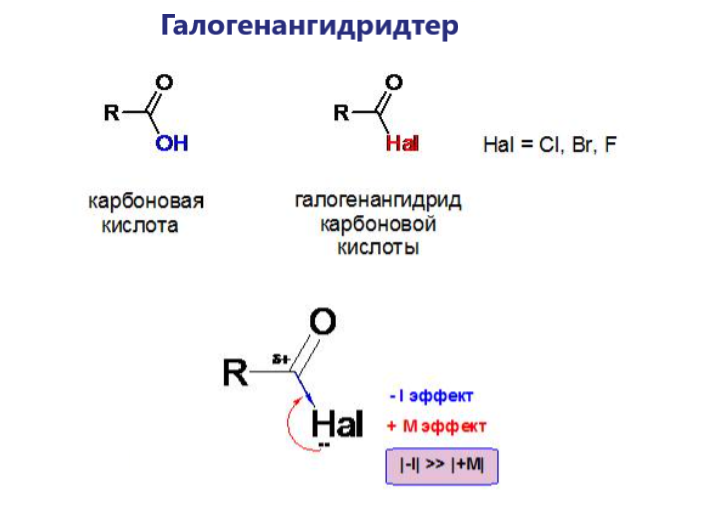 Галогенангидридтер
O
R
OH
O
R
Hal
Hal = Cl, Br, F
карбоновая
кислота
галогенангидрид
карбоновой
кислоты
O
δ+
R
Hal
- I эффект
+ М эффект
|-I| >> |+M|